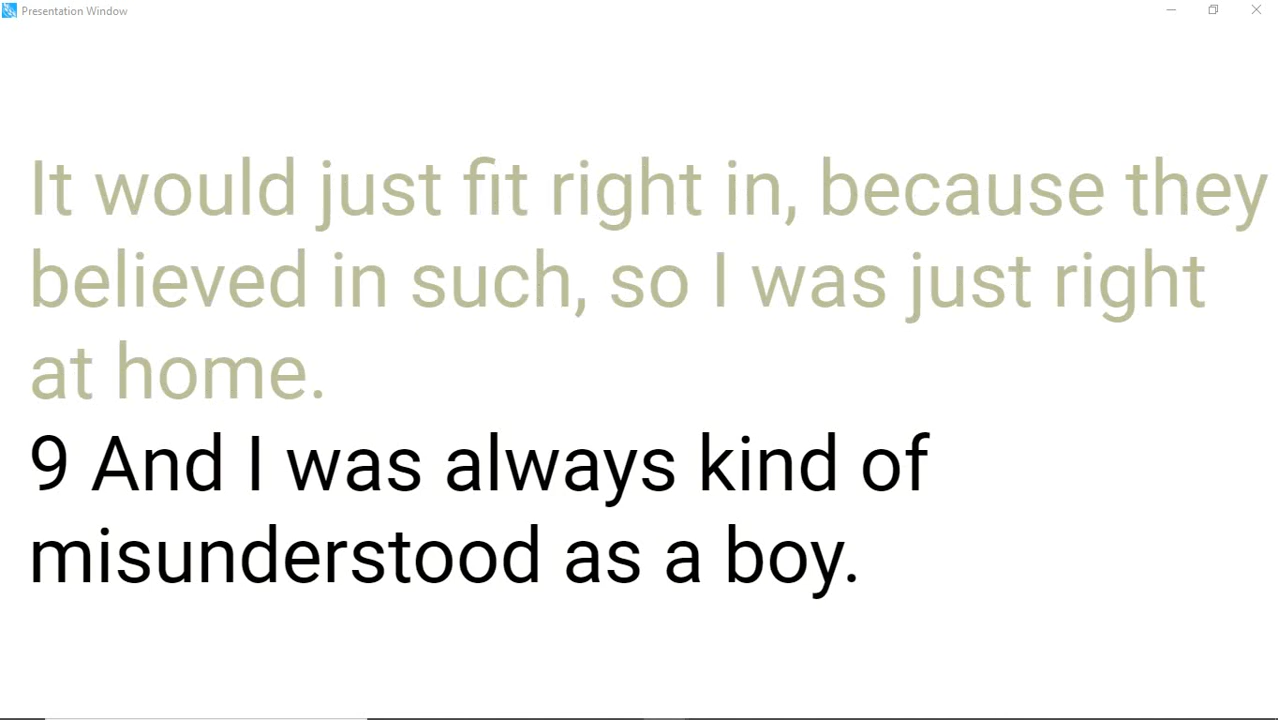 Presentation Window
It would just fit right in, because they
believed in such, so I was just right
at home.
9 And I was always kind of
misunderstood as a boy.